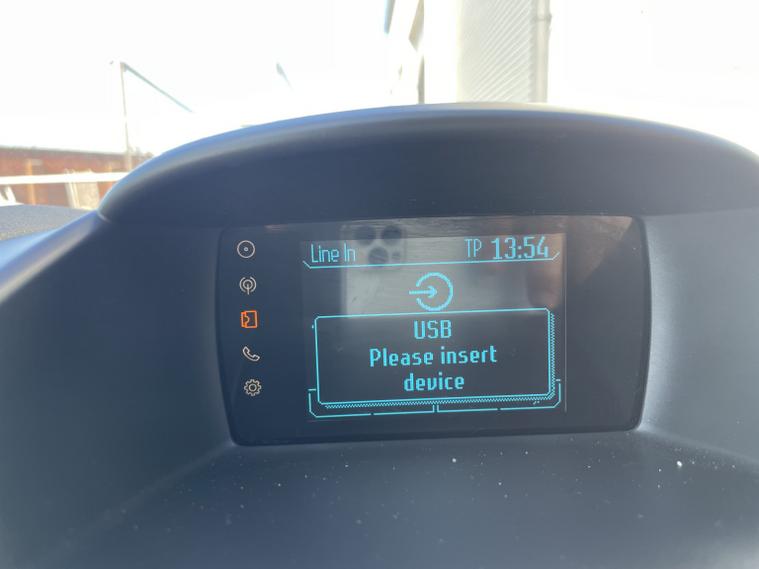 Line In TP 13:54
USB
Please insert
device